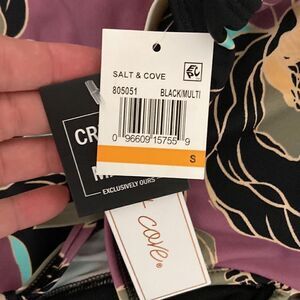 SALT & COVE
805051 BLACK/MULTI
0 96609 15755 9
S
CR
M
EXCLUSIVELY OURS
cove®